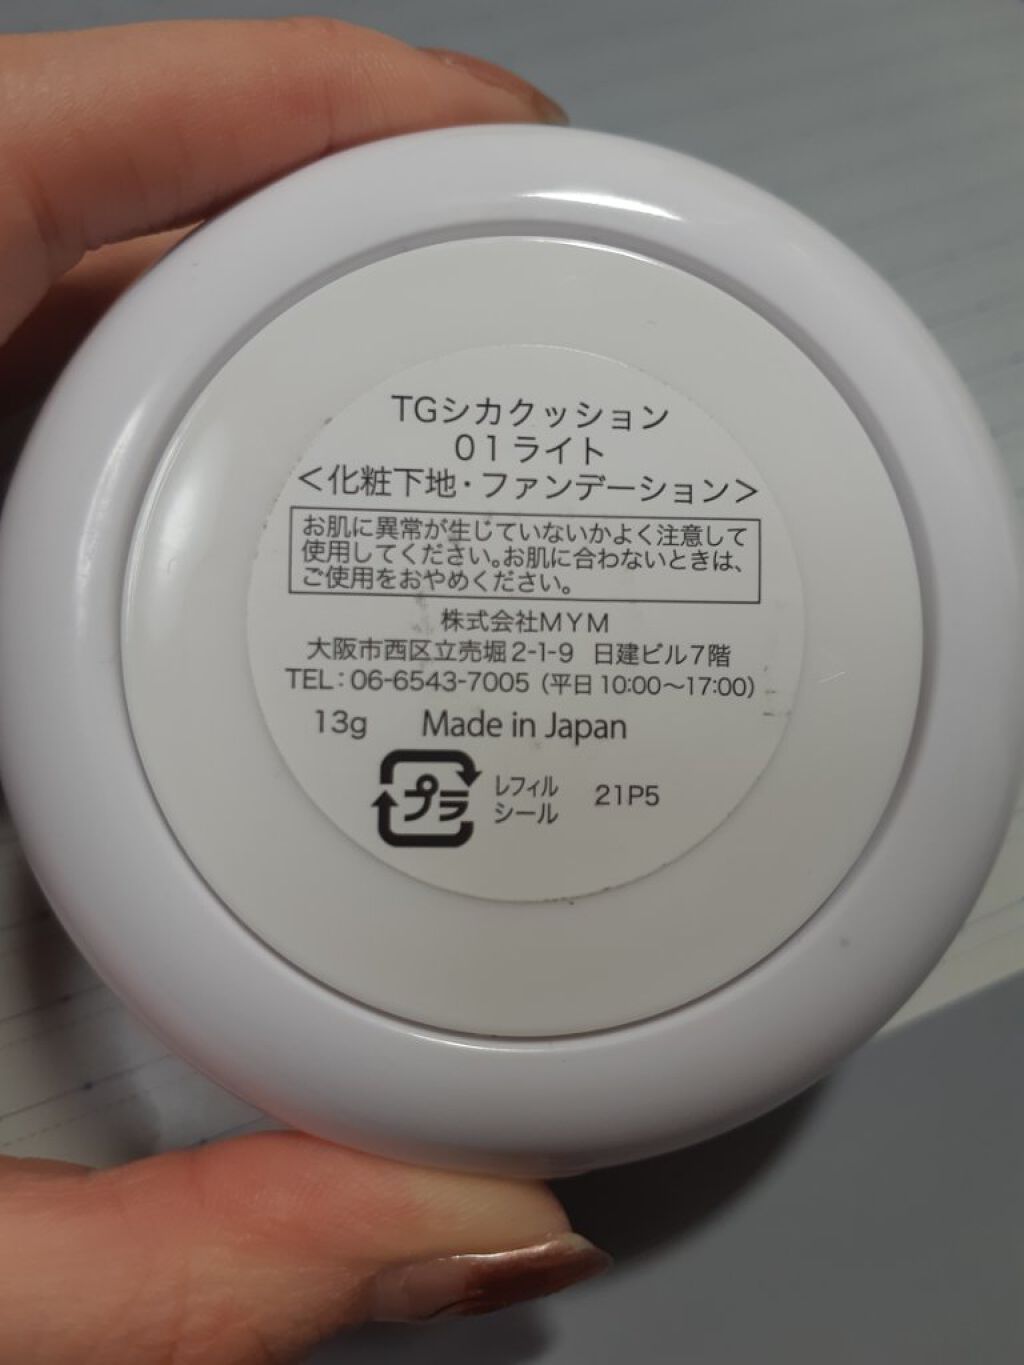 TGシカクッション
01ライト
＜化粧下地・ファンデーション＞
お肌に異常が生じていないかよく注意して
使用してください。お肌に合わないときは、
ご使用をおやめください。
株式会社MYM
大阪市西区立売堀2-1-9 日建ビル7階
TEL：06-6543-7005（平日10:00～17:00）
13g Made in Japan
プラ レフィル 21P5
シール